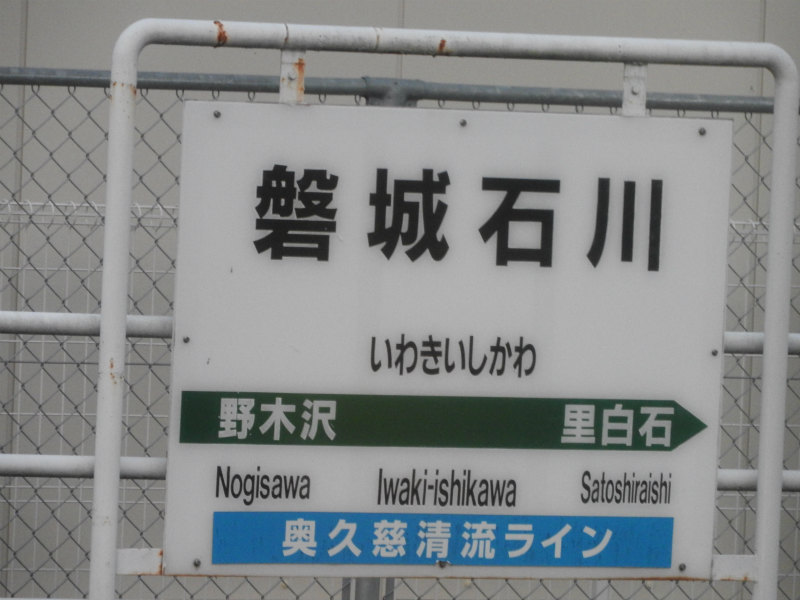 磐城石川
いわきいしかわ
野木沢 里白石
Nogisawa Iwaki-ishikawa Satoshiraishi
奥久慈清流ライン